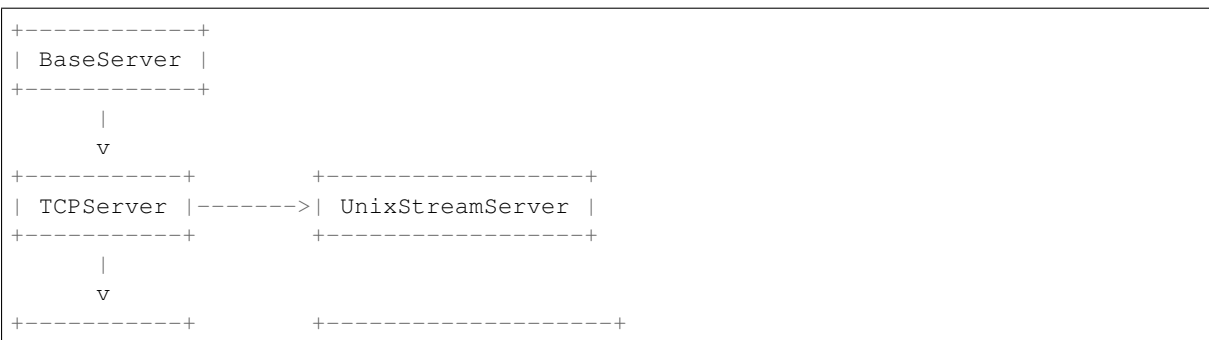 +------------+
| BaseServer |
+------------+
      |
      v
+-----------+        +------------------+
| TCPServer |------->| UnixStreamServer |
+-----------+        +------------------+
      |
      v
+-----------+        +--------------------+